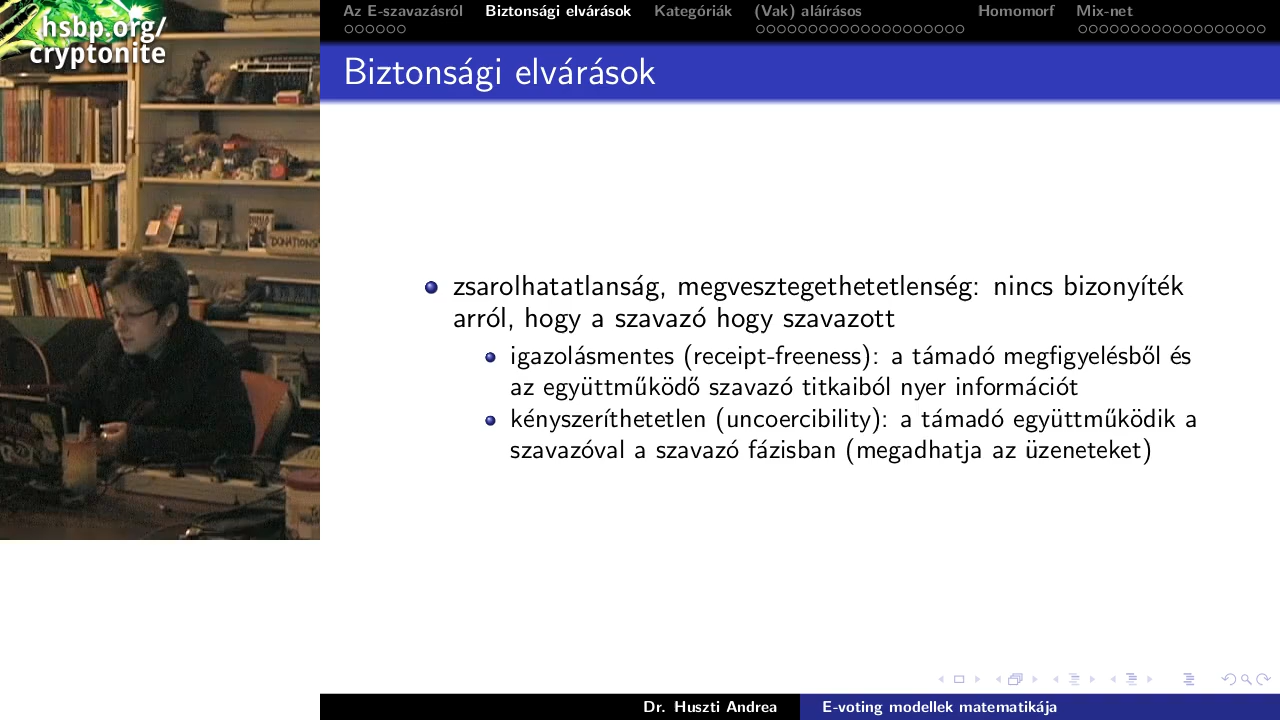 hsbp.org/
cryptonite
Az E-szavazásról Biztonsági elvárások Kategóriák (Vak) aláírásos Homomorf Mix-net
Biztonsági elvárások
zsarolhatatlanság, megvesztegethetetlenség: nincs bizonyíték
arról, hogy a szavazó hogy szavazott
igazolásmentes (receipt-freeness): a támadó megfigyelésből és
az együttműködő szavazó titkaiból nyer információt
kényszeríthetetlen (uncoercibility): a támadó együttműködik a
szavazóval a szavazó fázisban (megadhatja az üzeneteket)
NINJA
DONATIONS
Dr. Huszti Andrea E-voting modellek matematikája